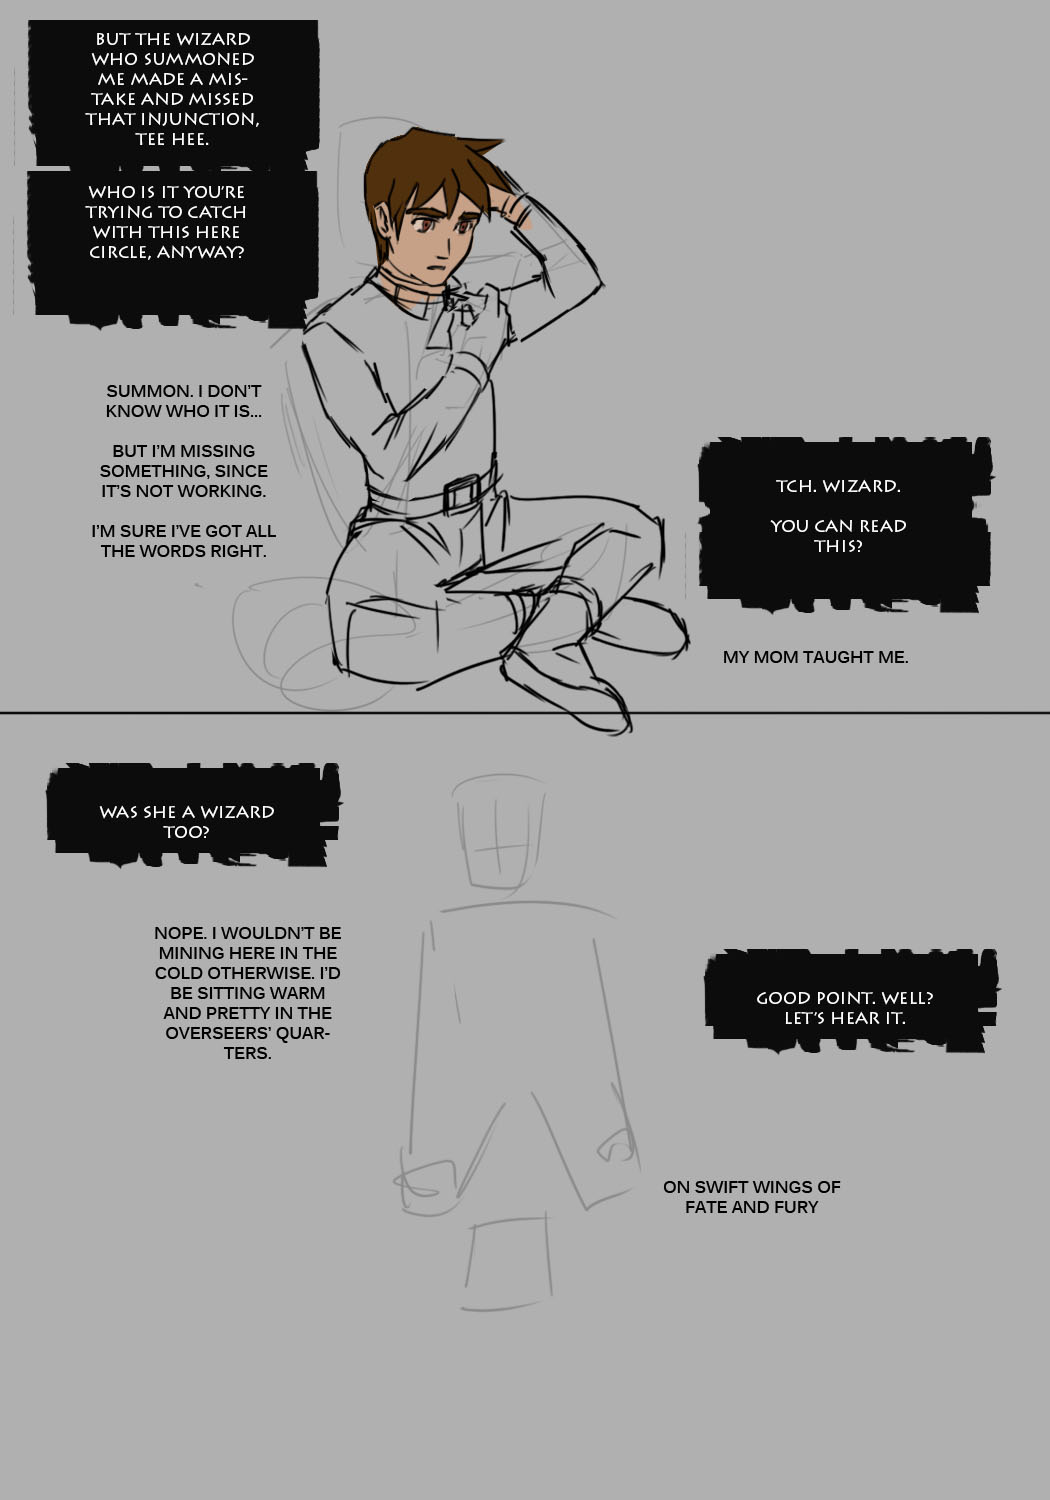 BUT THE WIZARD
WHO SUMMONED
ME MADE A MIS-
TAKE AND MISSED
THAT INJUNCTION,
TEE HEE.
WHO IS IT YOU'RE
TRYING TO CATCH
WITH THIS HERE
CIRCLE, ANYWAY?
SUMMON. I DON'T
KNOW WHO IT IS...
BUT I'M MISSING
SOMETHING, SINCE
IT'S NOT WORKING.
I'M SURE I'VE GOT ALL
THE WORDS RIGHT.
TCH. WIZARD.
YOU CAN READ
THIS?
MY MOM TAUGHT ME.
WAS SHE A WIZARD
TOO?
NOPE. I WOULDN'T BE
MINING HERE IN THE
COLD OTHERWISE. I'D
BE SITTING WARM
AND PRETTY IN THE
OVERSEERS' QUAR-
TERS.
GOOD POINT. WELL?
LET'S HEAR IT.
ON SWIFT WINGS OF
FATE AND FURY